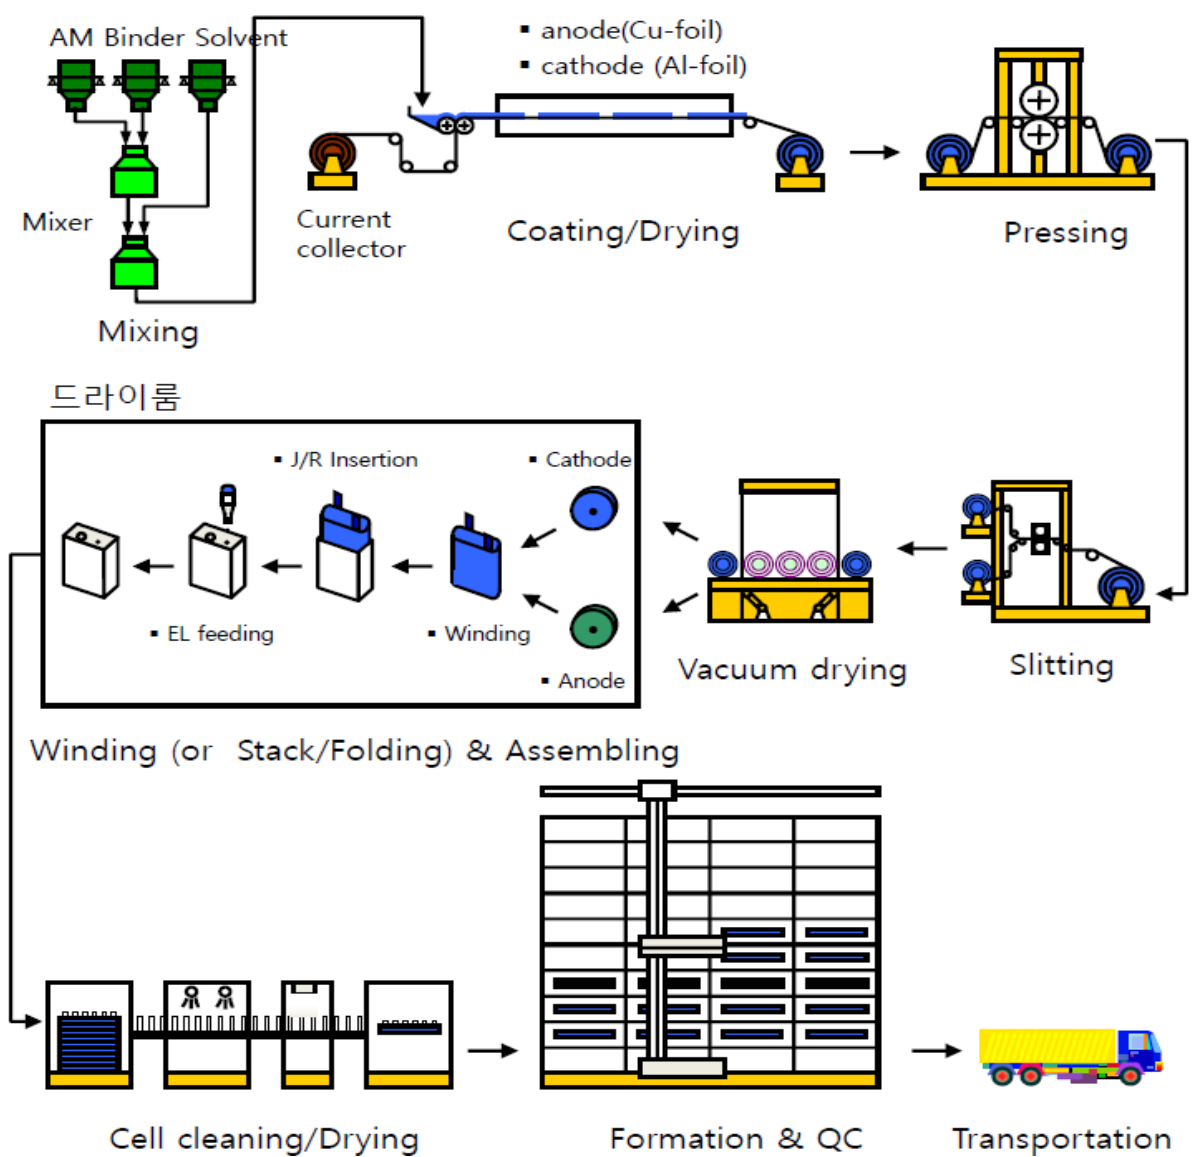 AM Binder Solvent
▪ anode(Cu-foil)
▪ cathode (Al-foil)
Mixer
Current
collector
Coating/Drying
Pressing
Mixing
드라이룸
▪ J/R Insertion
▪ Cathode
▪ EL feeding
▪ Winding
▪ Anode
Vacuum drying
Slitting
Winding (or Stack/Folding) & Assembling
Cell cleaning/Drying
Formation & QC
Transportation